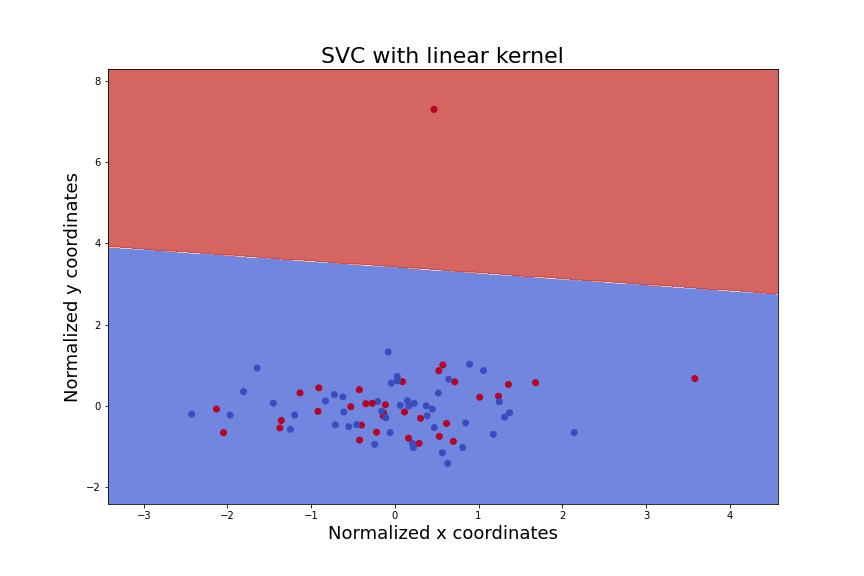 SVC with linear kernel
8
6
4
2
0
−2
Normalized y coordinates
−3 −2 −1 0 1 2 3 4
Normalized x coordinates